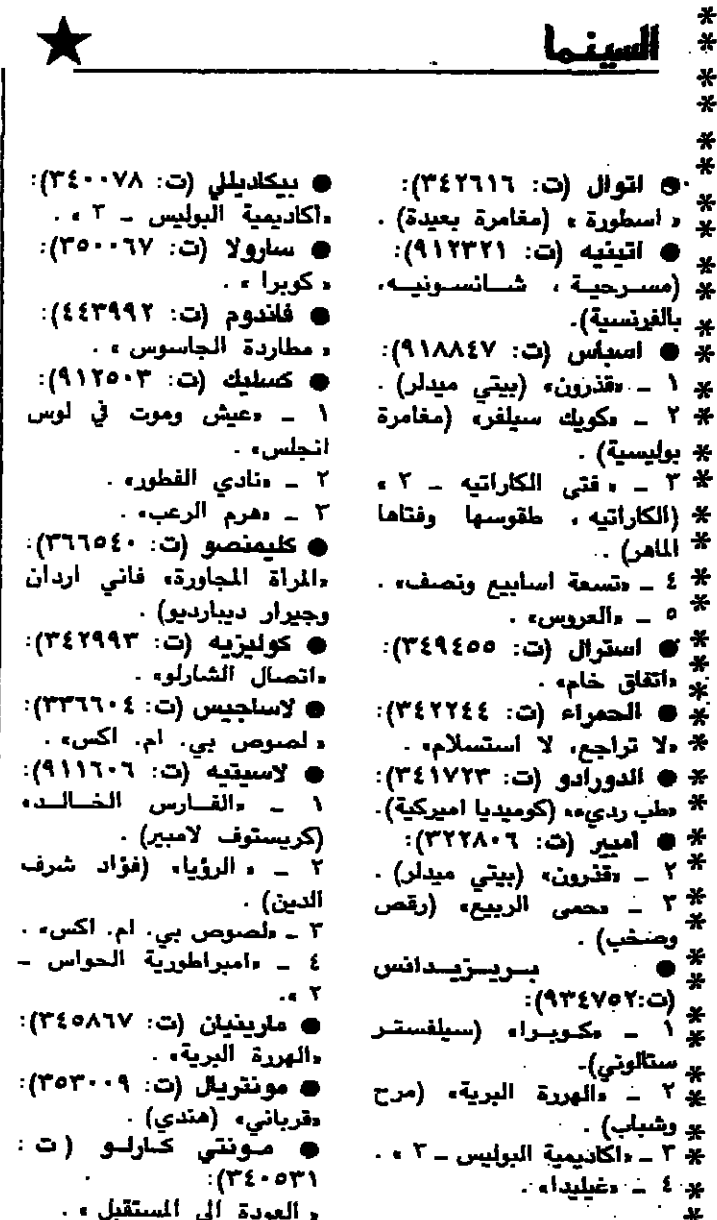 السينما
● اتوال (ت: ٣٤٢٦١٦):
« اسطورة » (مغامرة بعيدة) .
● اتينيه (ت: ٩١٢٣٢١):
(مسرحية ، شانسونيه،
بالفرنسية).
● اسباس (ت: ٩١٨٨٤٧):
١ ـ «قذرون» (بيتي ميدلر) .
٢ ـ «كويك سيلفر» (مغامرة
بوليسية) .
٣ ـ « فتى الكاراتيه ـ ٢ »
(الكاراتيه ، طقوسها وفتاها
الماهر) .
٤ ـ «تسعة اسابيع ونصف» .
٥ ـ «العروس» .
● استرال (ت: ٣٤٩٤٥٥):
«اتفاق خام» .
● الحمراء (ت: ٣٤٢٢٤٤):
«لا تراجع، لا استسلام» .
● الدورادو (ت: ٣٤١٧٢٣):
«طب رديء» (كوميديا اميركية).
● امبير (ت: ٣٢٢٨٠٦):
٢ ـ «قذرون» (بيتي ميدلر) .
٣ ـ «حمى الربيع» (رقص
وصخب) .
● بريزيدانس
(ت:٩٣٤٧٥٢):
١ ـ «كوبرا» (سيلفستر
ستالوني)ـ
٢ ـ «الهررة البرية» (مرح
وشباب) .
٣ ـ «اكاديمية البوليس ـ ٣ » .
٤ ـ «غيليدا» .
● بيكاديللي (ت: ٣٤٠٠٧٨):
«اكاديمية البوليس ـ ٣ » .
● سارولا (ت: ٣٥٠٠٦٧):
« كوبرا » .
● فاندوم (ت: ٤٤٣٩٩٢):
« مطاردة الجاسوس » .
● كسليك (ت: ٩١٢٥٠٣):
١ ـ «عيش وموت في لوس
انجلس» .
٢ ـ «نادي الفطور» .
٣ ـ «هرم الرعب» .
● كليمنصو (ت: ٣٦٦٥٤٠):
«المرأة المجاورة» فاني اردان
وجيرار ديبارديو) .
● كوليزيه (ت: ٣٤٢٩٩٣):
«اتصال الشارلو» .
● لاساجيس (ت: ٣٣٦٦٠٤):
« لصوص بي. ام. اكس» .
● لاسيتيه (ت: ٩١١٦٠٦):
١ ـ «الفارس الخالد»
(كريستوف لامبير) .
٢ ـ « الرؤيا» (فؤاد شرف
الدين) .
٣ ـ «لصوص بي. ام. اكس» .
٤ ـ «امبراطورية الحواس ـ
٢ ».
● مارينيان (ت: ٣٤٥٨٦٧):
«الهررة البرية» .
● مونتريال (ت: ٣٥٣٠٠٩):
«قرباني» (هندي) .
● مونتي كارلو (ت :
٣٤٠٥٣١):
« العودة الى المستقبل » .